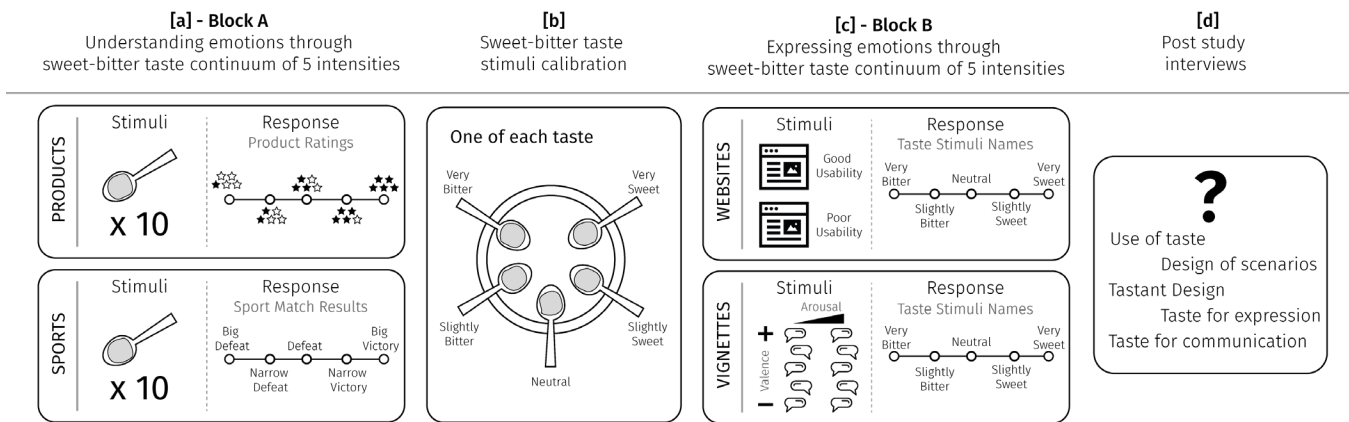 [a] - Block A
Understanding emotions through
sweet-bitter taste continuum of 5 intensities
[b]
Sweet-bitter taste
stimuli calibration
[c] - Block B
Expressing emotions through
sweet-bitter taste continuum of 5 intensities
[d]
Post study
interviews
PRODUCTS
Stimuli
x 10
Response
Product Ratings
SPORTS
Stimuli
x 10
Response
Sport Match Results
Big
Defeat
Narrow
Defeat
Defeat
Narrow
Victory
Big
Victory
One of each taste
Very
Bitter
Very
Sweet
Slightly
Bitter
Slightly
Sweet
Neutral
WEBSITES
Stimuli
Good
Usability
Poor
Usability
Response
Taste Stimuli Names
Very
Bitter
Slightly
Bitter
Neutral
Slightly
Sweet
Very
Sweet
VIGNETTES
Stimuli
Arousal
Valence
+
−
Response
Taste Stimuli Names
Very
Bitter
Slightly
Bitter
Neutral
Slightly
Sweet
Very
Sweet
?
Use of taste
Design of scenarios
Tastant Design
Taste for expression
Taste for communication